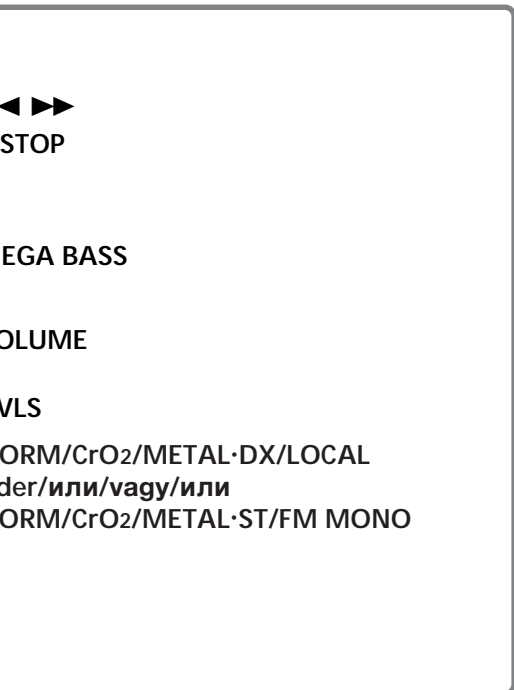 ◀ ▶▶
STOP
EGA BASS
OLUME
VLS
ORM/CrO2/METAL·DX/LOCAL
der/или/vagy/или
ORM/CrO2/METAL·ST/FM MONO